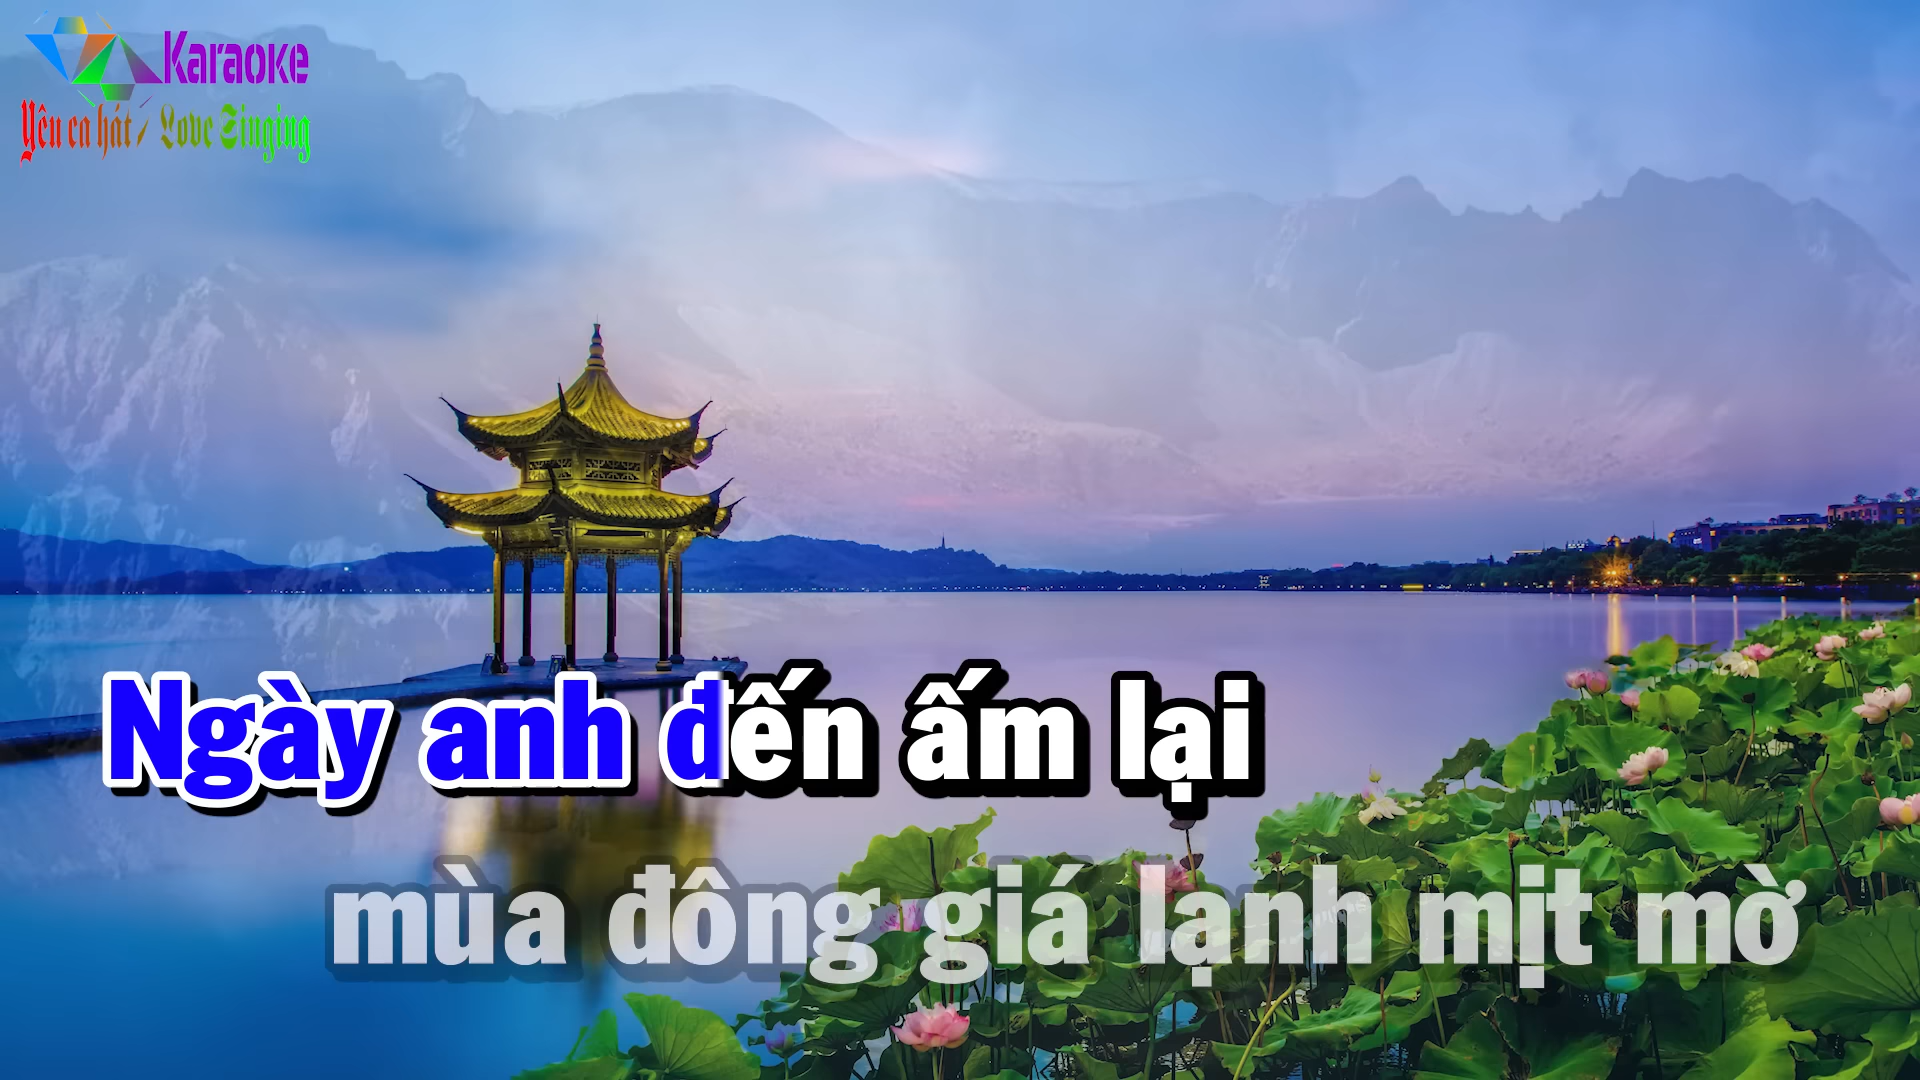 Karaoke
Yêu ca hát / Love Singing
Ngày anh đến ấm lại
mùa đông giá lạnh mịt mờ